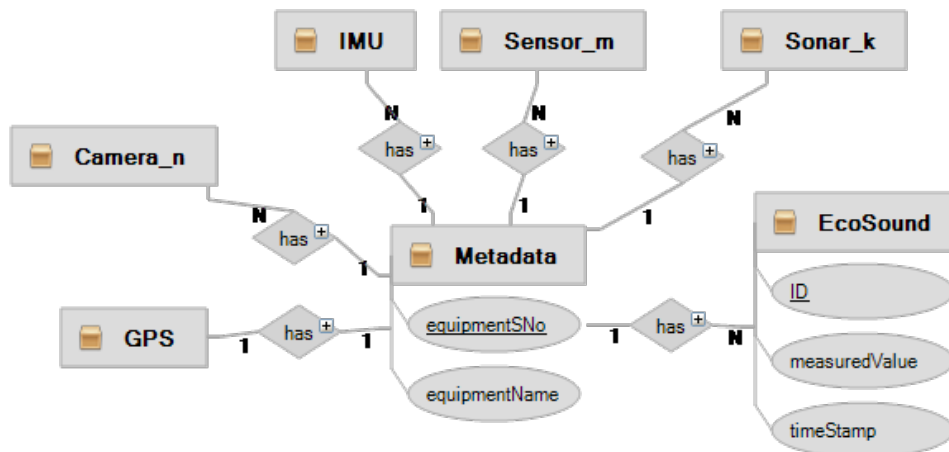 IMU
Sensor_m
Sonar_k
N
N
N
has
has
has
Camera_n
1
1
1
N
has
1
Metadata
EcoSound
equipmentSNo
ID
GPS
1
has
1
1
has
N
measuredValue
equipmentName
timeStamp